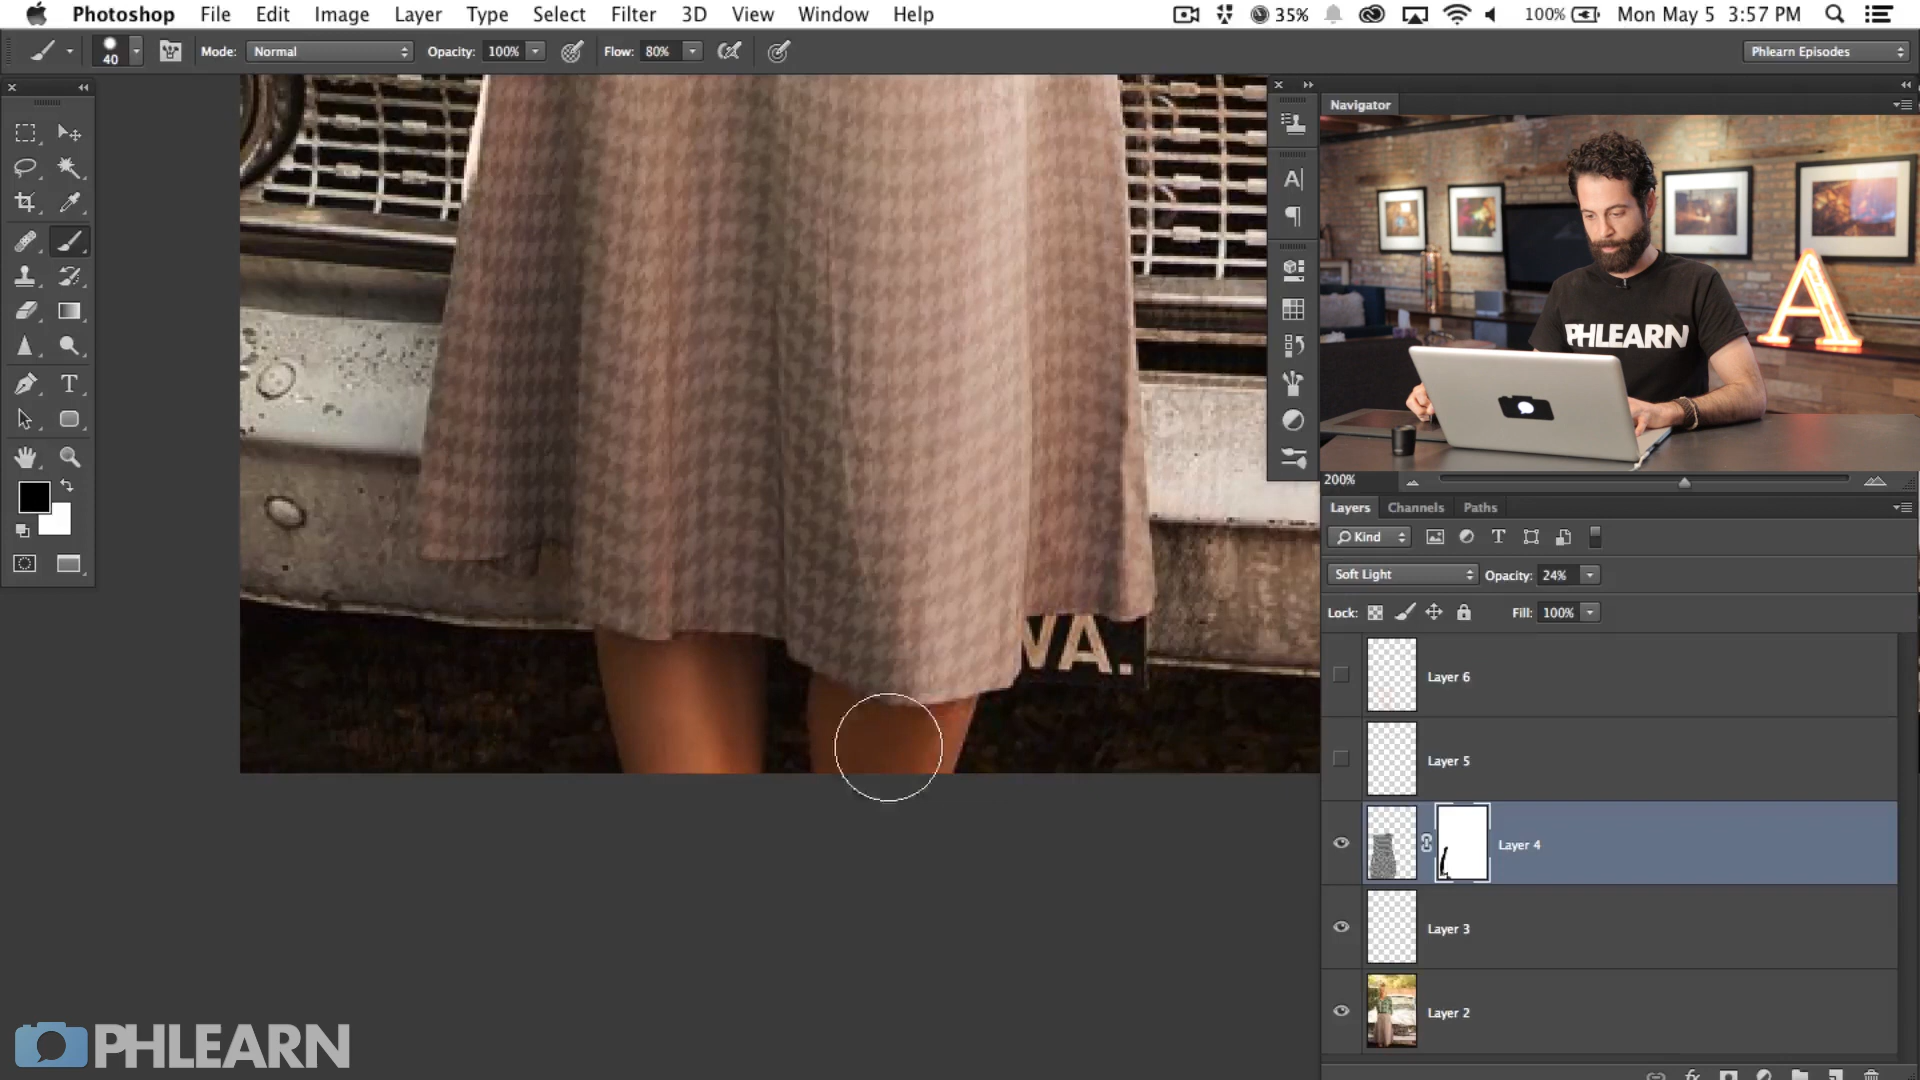 Photoshop File Edit Image Layer Type Select Filter 3D View Window Help 35% 100% Mon May 5 3:57 PM
40 Mode: Normal Opacity: 100% Flow: 80% Phlearn Episodes
Navigator
A
PHLEARN
VA.
200%
Layers Channels Paths
Kind
Soft Light Opacity: 24%
Lock: Fill: 100%
Layer 6
Layer 5
Layer 4
Layer 3
Layer 2
PHLEARN